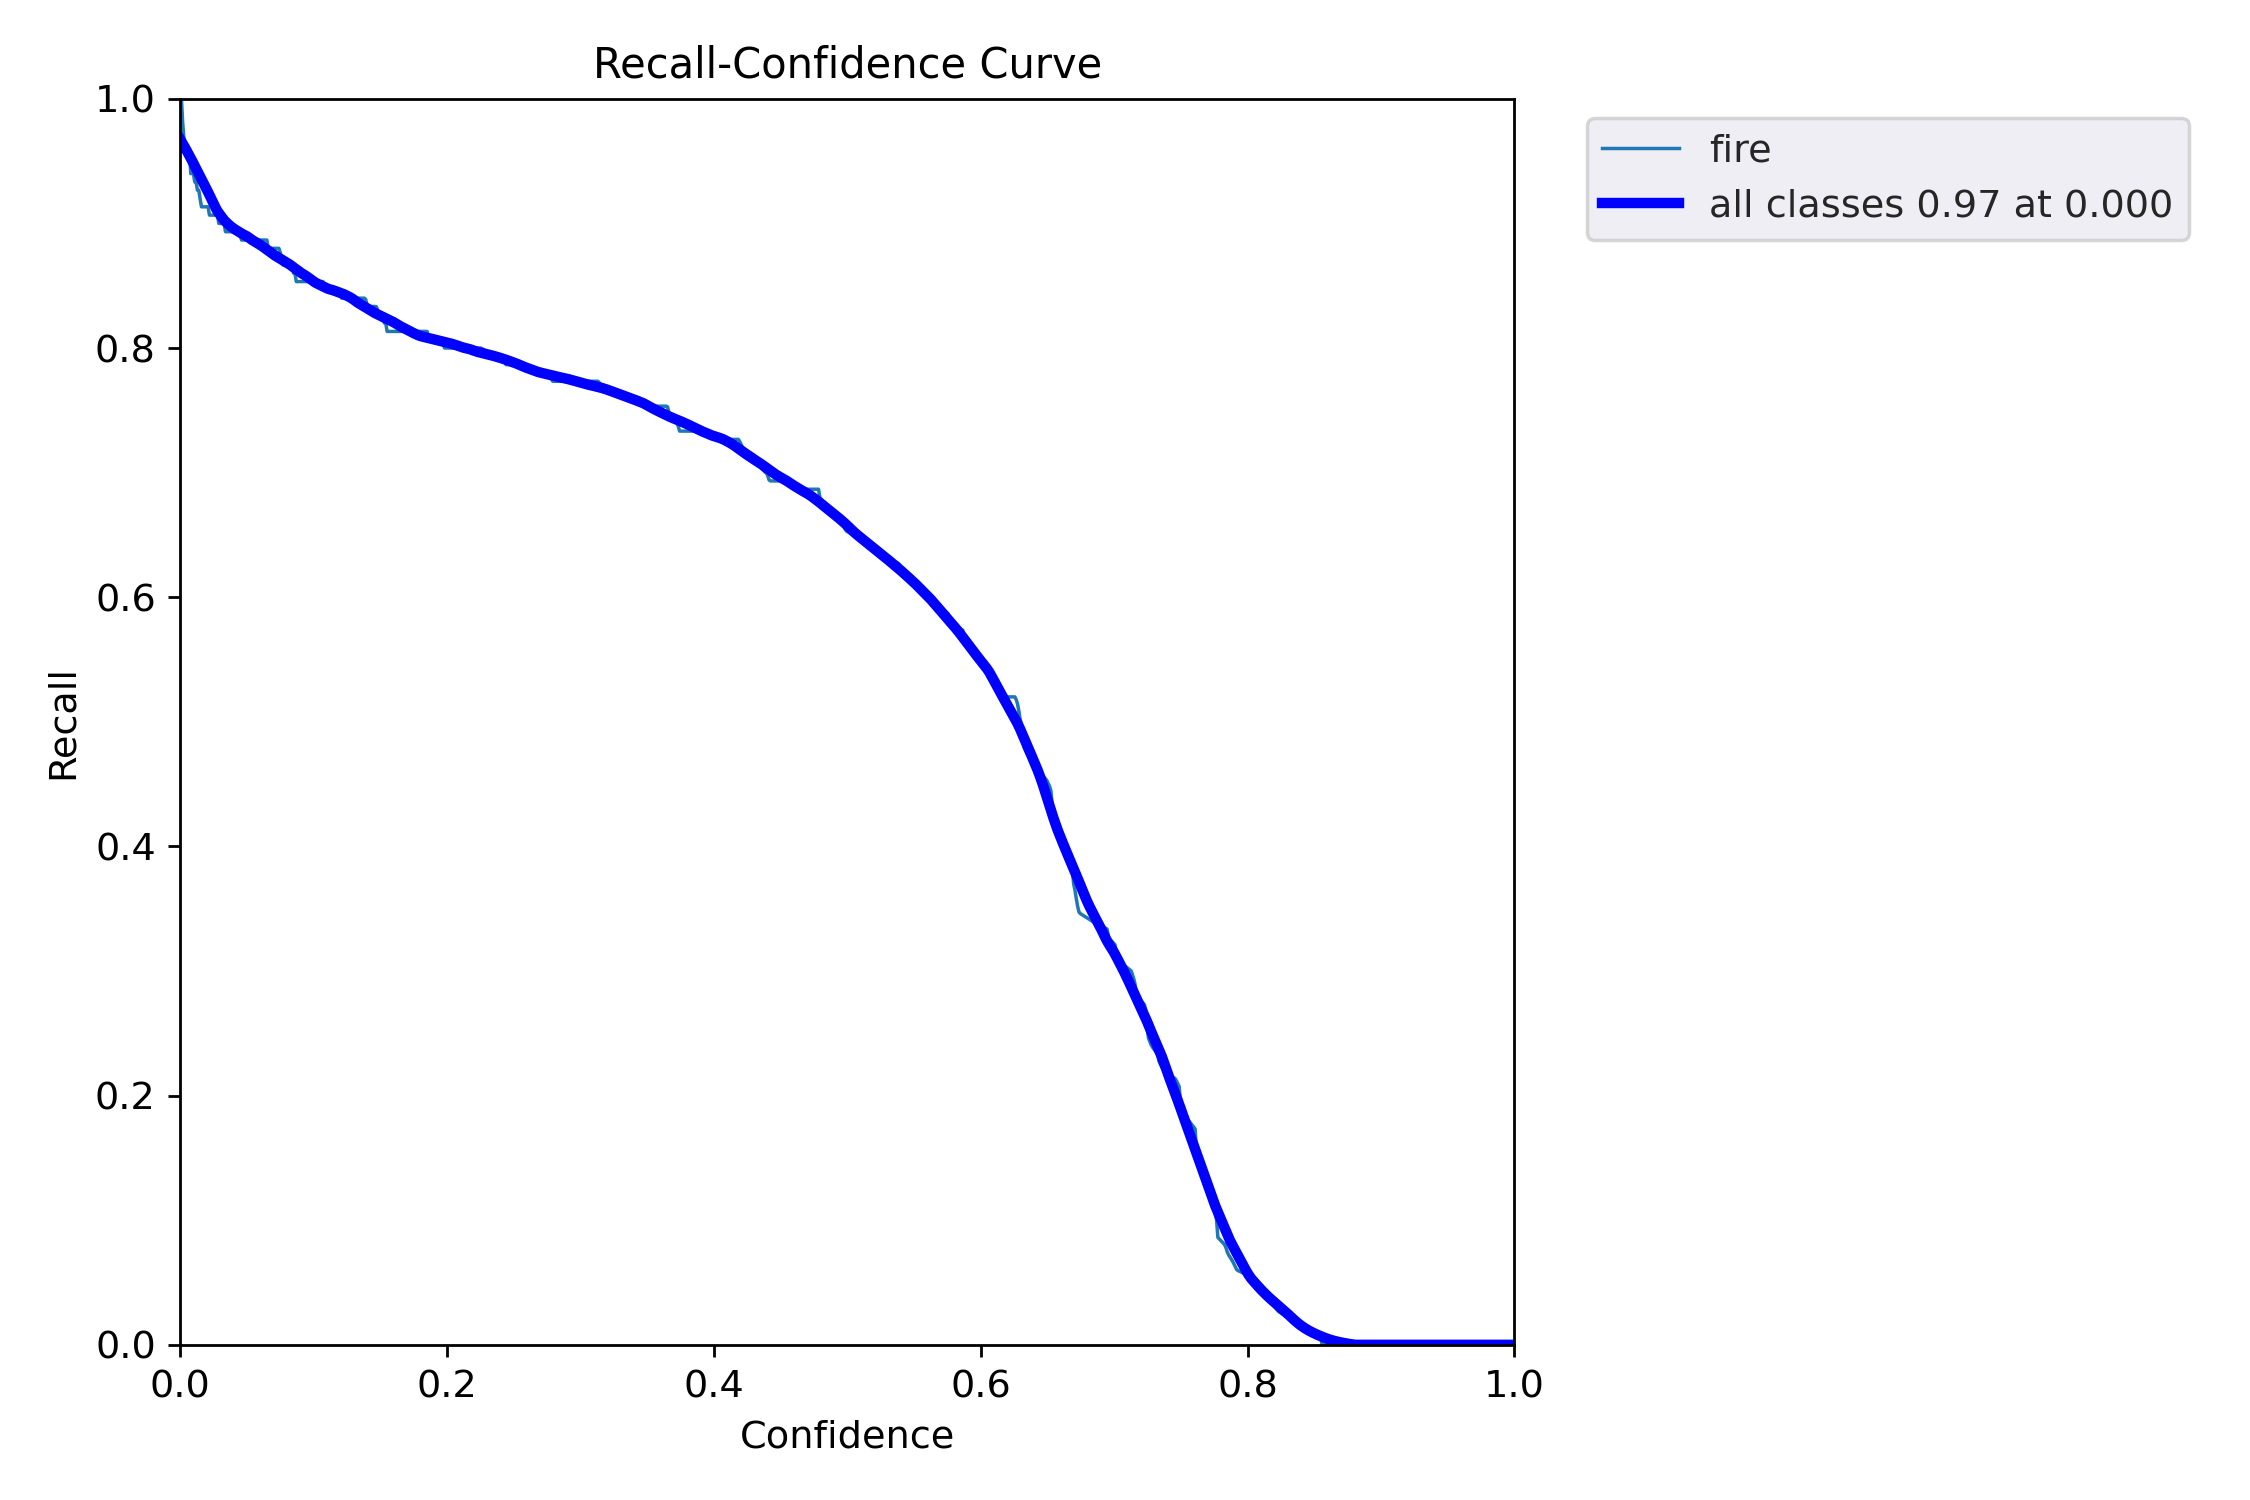 Recall-Confidence Curve
fire
all classes 0.97 at 0.000
1.0
0.8
0.6
0.4
0.2
0.0
Recall
0.0 0.2 0.4 0.6 0.8 1.0
Confidence